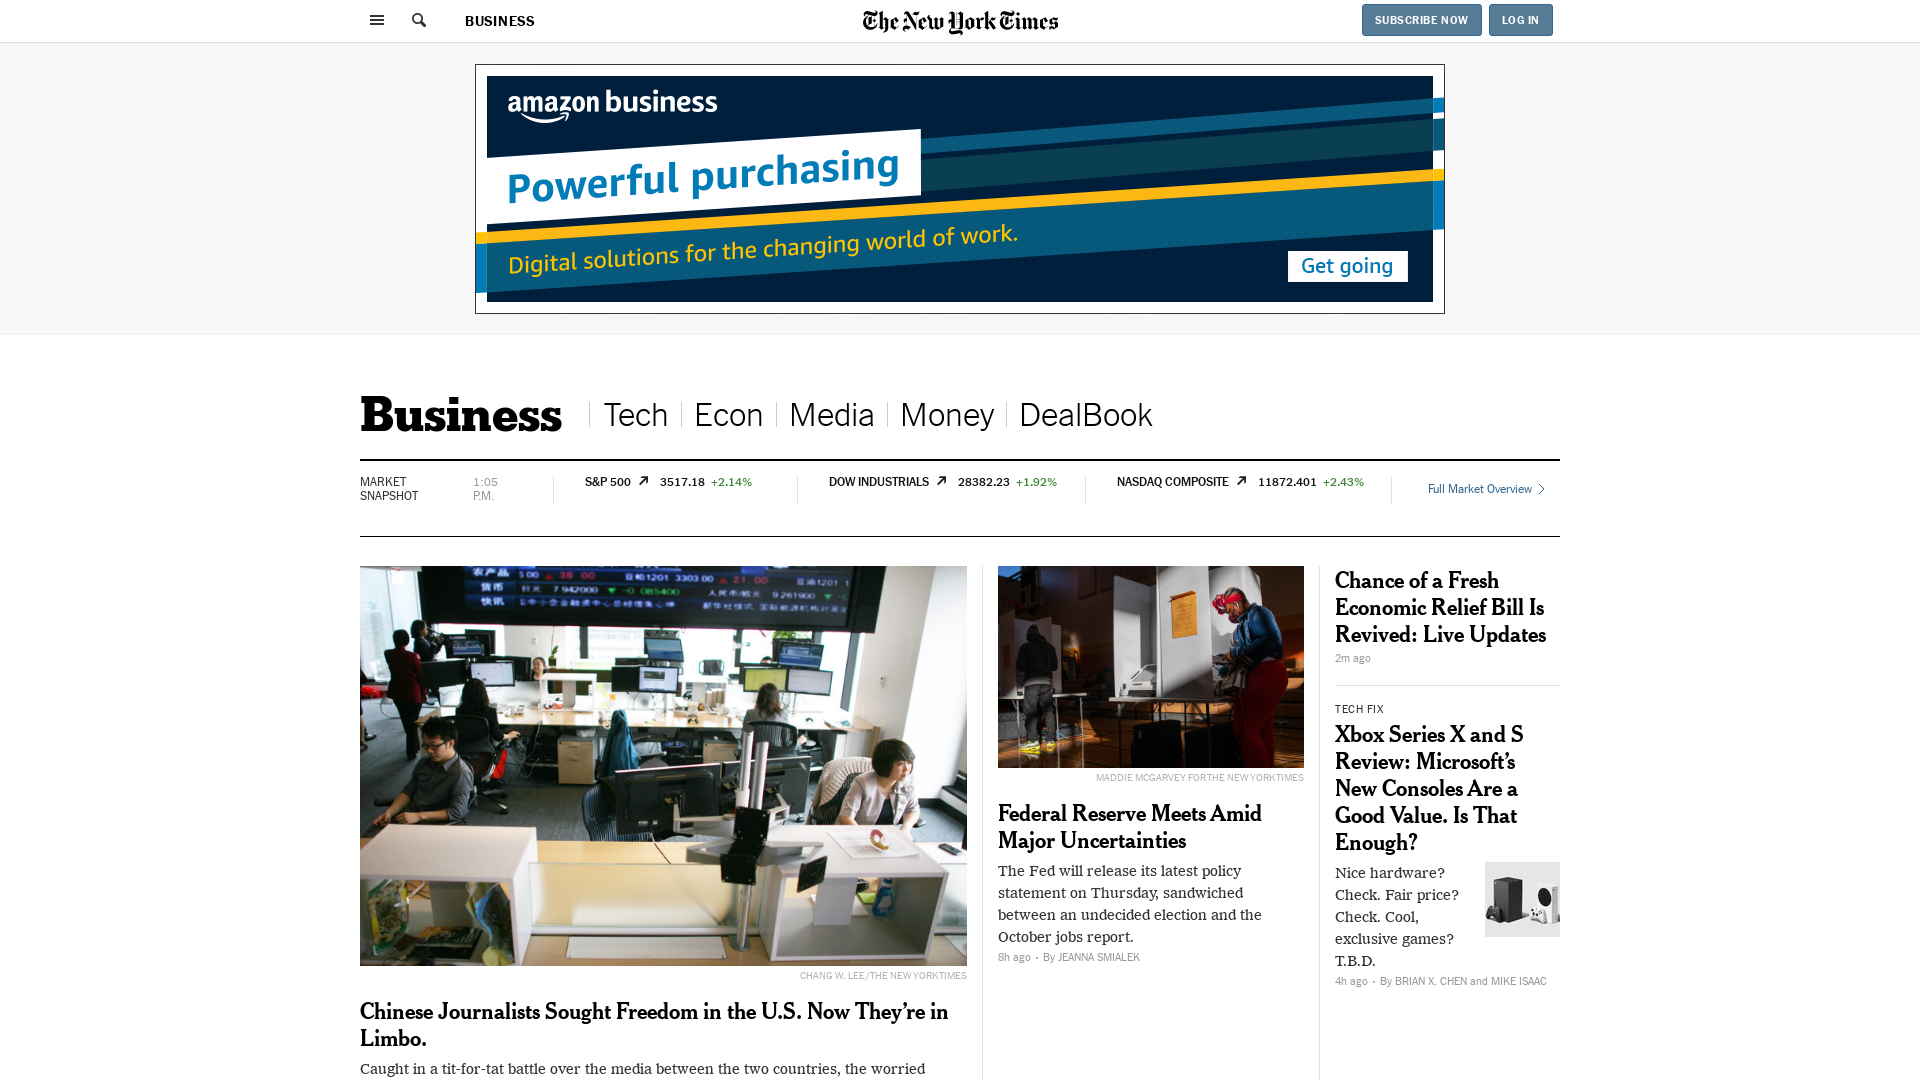 BUSINESS
The New York Times
SUBSCRIBE NOW
LOG IN
amazon business
Powerful purchasing
Digital solutions for the changing world of work.
Get going
Business
Tech
Econ
Media
Money
DealBook
MARKET
SNAPSHOT
1:05
P.M.
S&P 500 3517.18 +2.14%
DOW INDUSTRIALS 28382.23 +1.92%
NASDAQ COMPOSITE 11872.401 +2.43%
Full Market Overview
农产品
货币
快讯
CHANG W. LEE/THE NEW YORK TIMES
Chinese Journalists Sought Freedom in the U.S. Now They’re in
Limbo.
Caught in a tit-for-tat battle over the media between the two countries, the worried
MADDIE MCGARVEY FOR THE NEW YORK TIMES
Federal Reserve Meets Amid
Major Uncertainties
The Fed will release its latest policy
statement on Thursday, sandwiched
between an undecided election and the
October jobs report.
8h ago • By JEANNA SMIALEK
Chance of a Fresh
Economic Relief Bill Is
Revived: Live Updates
2m ago
TECH FIX
Xbox Series X and S
Review: Microsoft’s
New Consoles Are a
Good Value. Is That
Enough?
Nice hardware?
Check. Fair price?
Check. Cool,
exclusive games?
T.B.D.
4h ago • By BRIAN X. CHEN and MIKE ISAAC